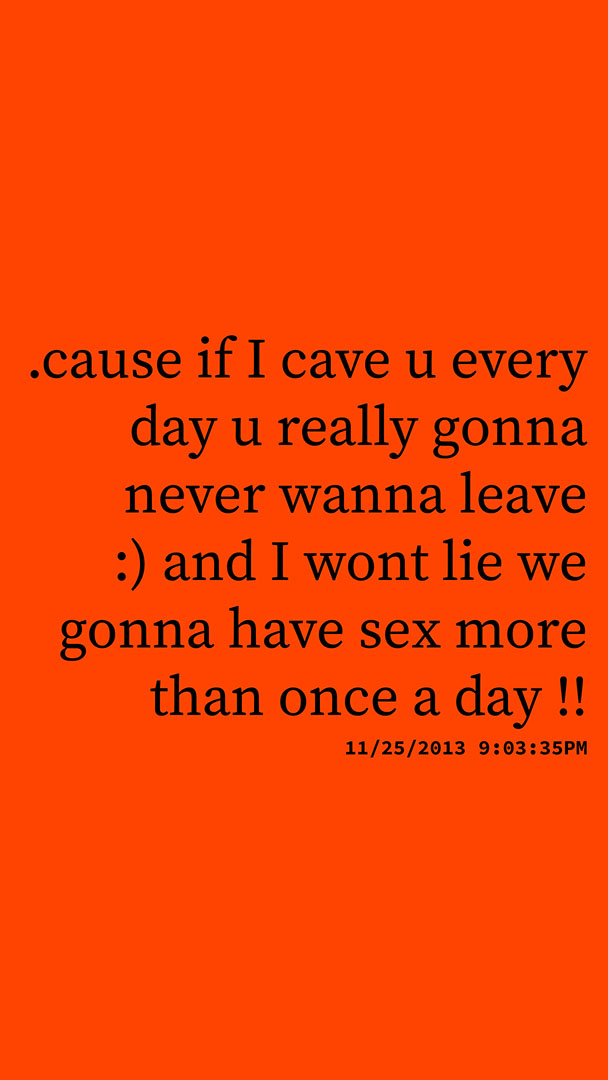 .cause if I cave u every
day u really gonna
never wanna leave
:) and I wont lie we
gonna have sex more
than once a day !!
11/25/2013 9:03:35PM